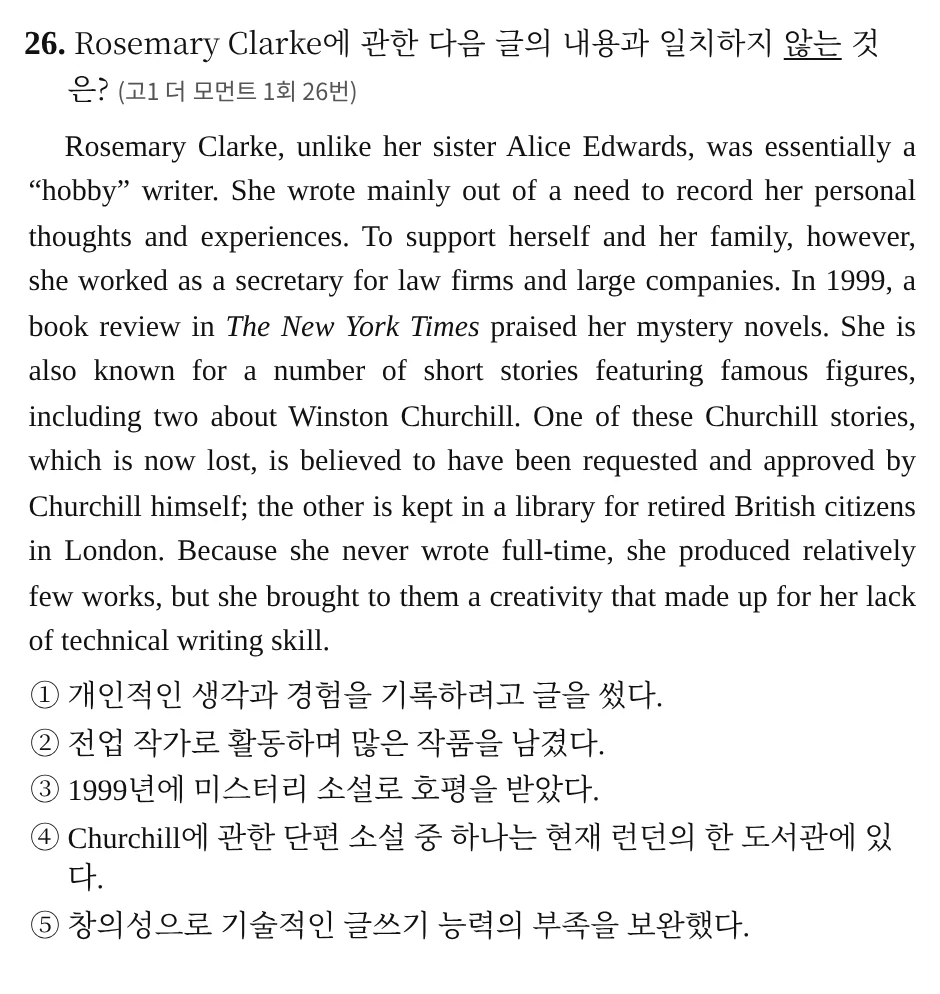 26. Rosemary Clarke에 관한 다음 글의 내용과 일치하지 않는 것
은? (고1 더 모먼트 1회 26번)
Rosemary Clarke, unlike her sister Alice Edwards, was essentially a
“hobby” writer. She wrote mainly out of a need to record her personal
thoughts and experiences. To support herself and her family, however,
she worked as a secretary for law firms and large companies. In 1999, a
book review in The New York Times praised her mystery novels. She is
also known for a number of short stories featuring famous figures,
including two about Winston Churchill. One of these Churchill stories,
which is now lost, is believed to have been requested and approved by
Churchill himself; the other is kept in a library for retired British citizens
in London. Because she never wrote full-time, she produced relatively
few works, but she brought to them a creativity that made up for her lack
of technical writing skill.
① 개인적인 생각과 경험을 기록하려고 글을 썼다.
② 전업 작가로 활동하며 많은 작품을 남겼다.
③ 1999년에 미스터리 소설로 호평을 받았다.
④ Churchill에 관한 단편 소설 중 하나는 현재 런던의 한 도서관에 있
다.
⑤ 창의성으로 기술적인 글쓰기 능력의 부족을 보완했다.